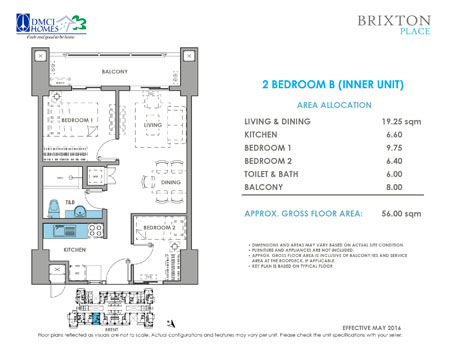 DMCI
HOMES
BRIXTON
PLACE
BALCONY
BEDROOM 1
LIVING
DINING
T&B
BEDROOM 2
KITCHEN
BRENT
2 BEDROOM B (INNER UNIT)
AREA ALLOCATION
LIVING & DINING 19.25 sqm
KITCHEN 6.60
BEDROOM 1 9.75
BEDROOM 2 6.40
TOILET & BATH 6.00
BALCONY 8.00
APPROX. GROSS FLOOR AREA: 56.00 sqm
• DIMENSIONS AND AREAS MAY VARY BASED ON ACTUAL SITE CONDITION.
• FURNITURE AND APPLIANCES ARE NOT INCLUDED.
• APPROX. GROSS FLOOR AREA IS INCLUSIVE OF BALCONY/IES AND SERVICE
AREA AT THE ROOFDECK, IF APPLICABLE.
• KEY PLAN IS BASED ON TYPICAL FLOOR.
EFFECTIVE MAY 2016
Floor plans reflected as visuals are not to scale. Actual configurations and features may vary per unit. Please check the unit specifications with your seller.